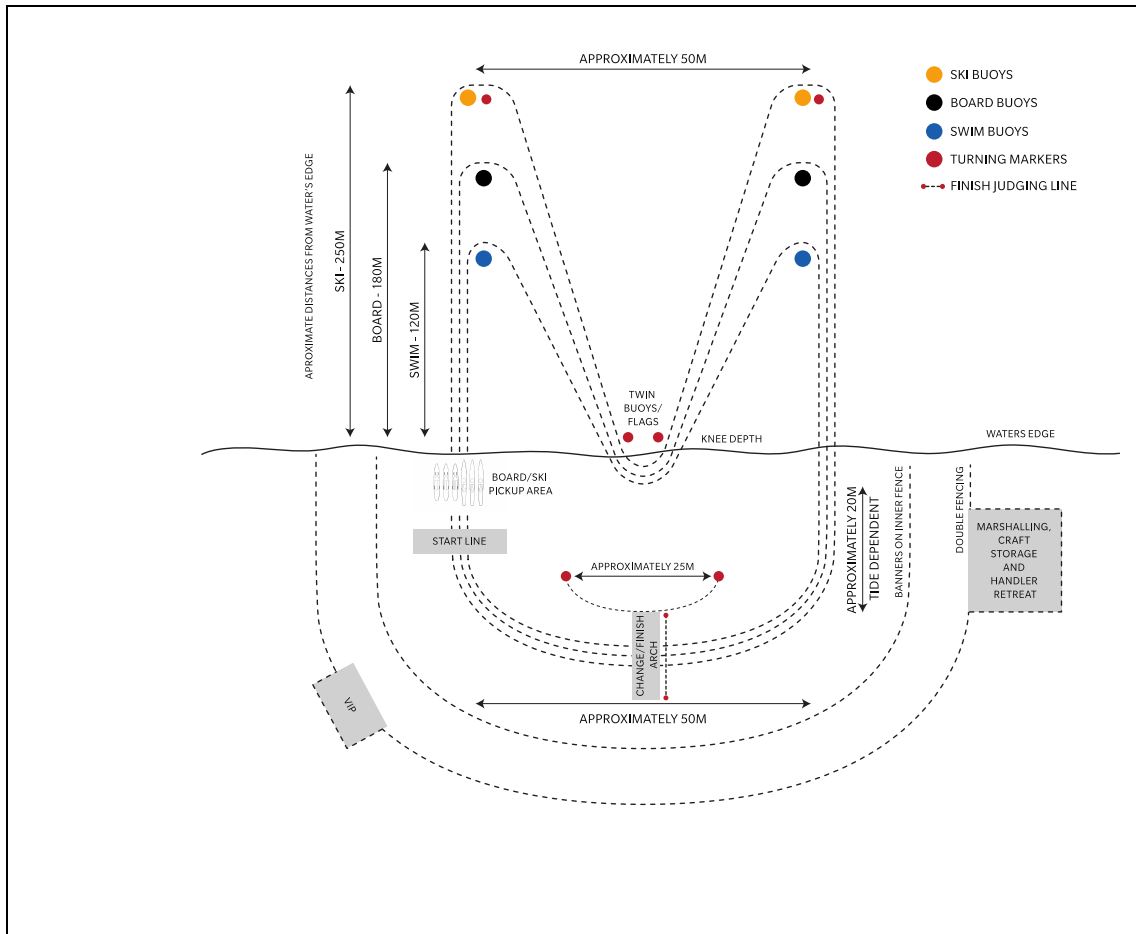 APPROXIMATELY 50M
SKI BUOYS
BOARD BUOYS
SWIM BUOYS
TURNING MARKERS
FINISH JUDGING LINE
APROXIMATE DISTANCES FROM WATER'S EDGE
SKI - 250M
BOARD - 180M
SWIM - 120M
TWIN
BUOYS/
FLAGS
KNEE DEPTH
WATERS EDGE
BOARD/SKI
PICKUP AREA
START LINE
APPROXIMATELY 25M
APPROXIMATELY 20M
TIDE DEPENDENT
BANNERS ON INNER FENCE
DOUBLE FENCING
MARSHALLING,
CRAFT
STORAGE
AND
HANDLER
RETREAT
CHANGE/FINISH
ARCH
VIP
APPROXIMATELY 50M